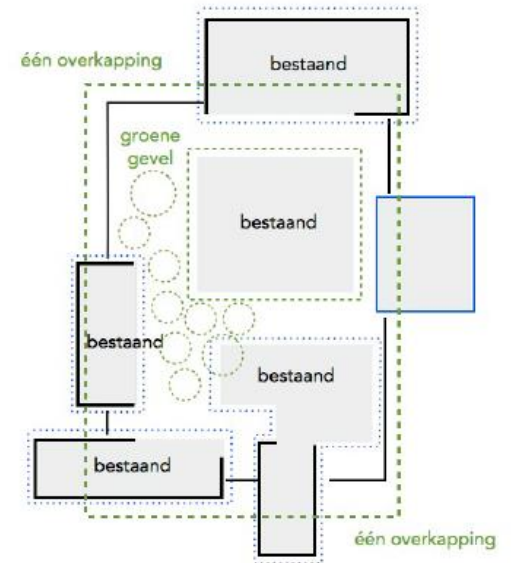 bestaand
één overkapping
groene
gevel
bestaand
bestaand
bestaand
bestaand
één overkapping